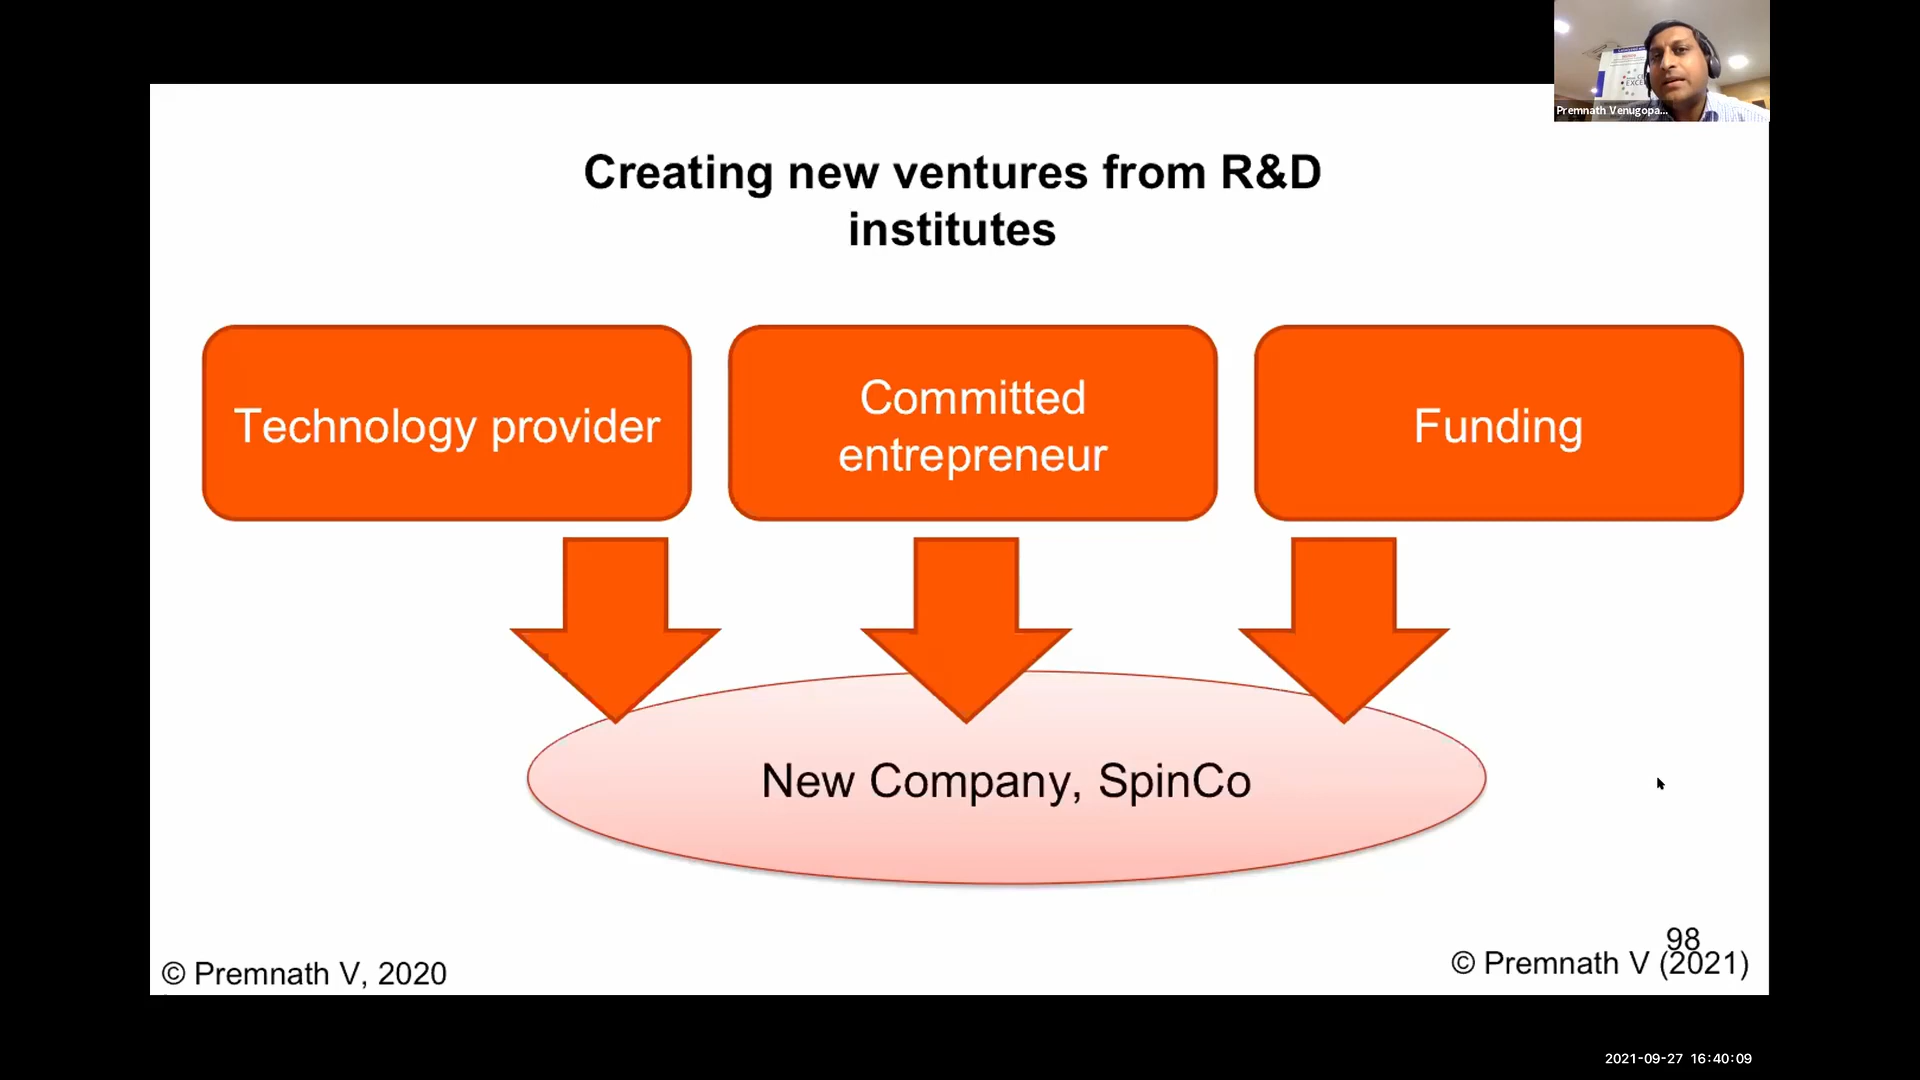 Premnath Venugopa...
Creating new ventures from R&D
institutes
Technology provider
Committed
entrepreneur
Funding
New Company, SpinCo
98
© Premnath V, 2020
© Premnath V (2021)
2021-09-27 16:40:09